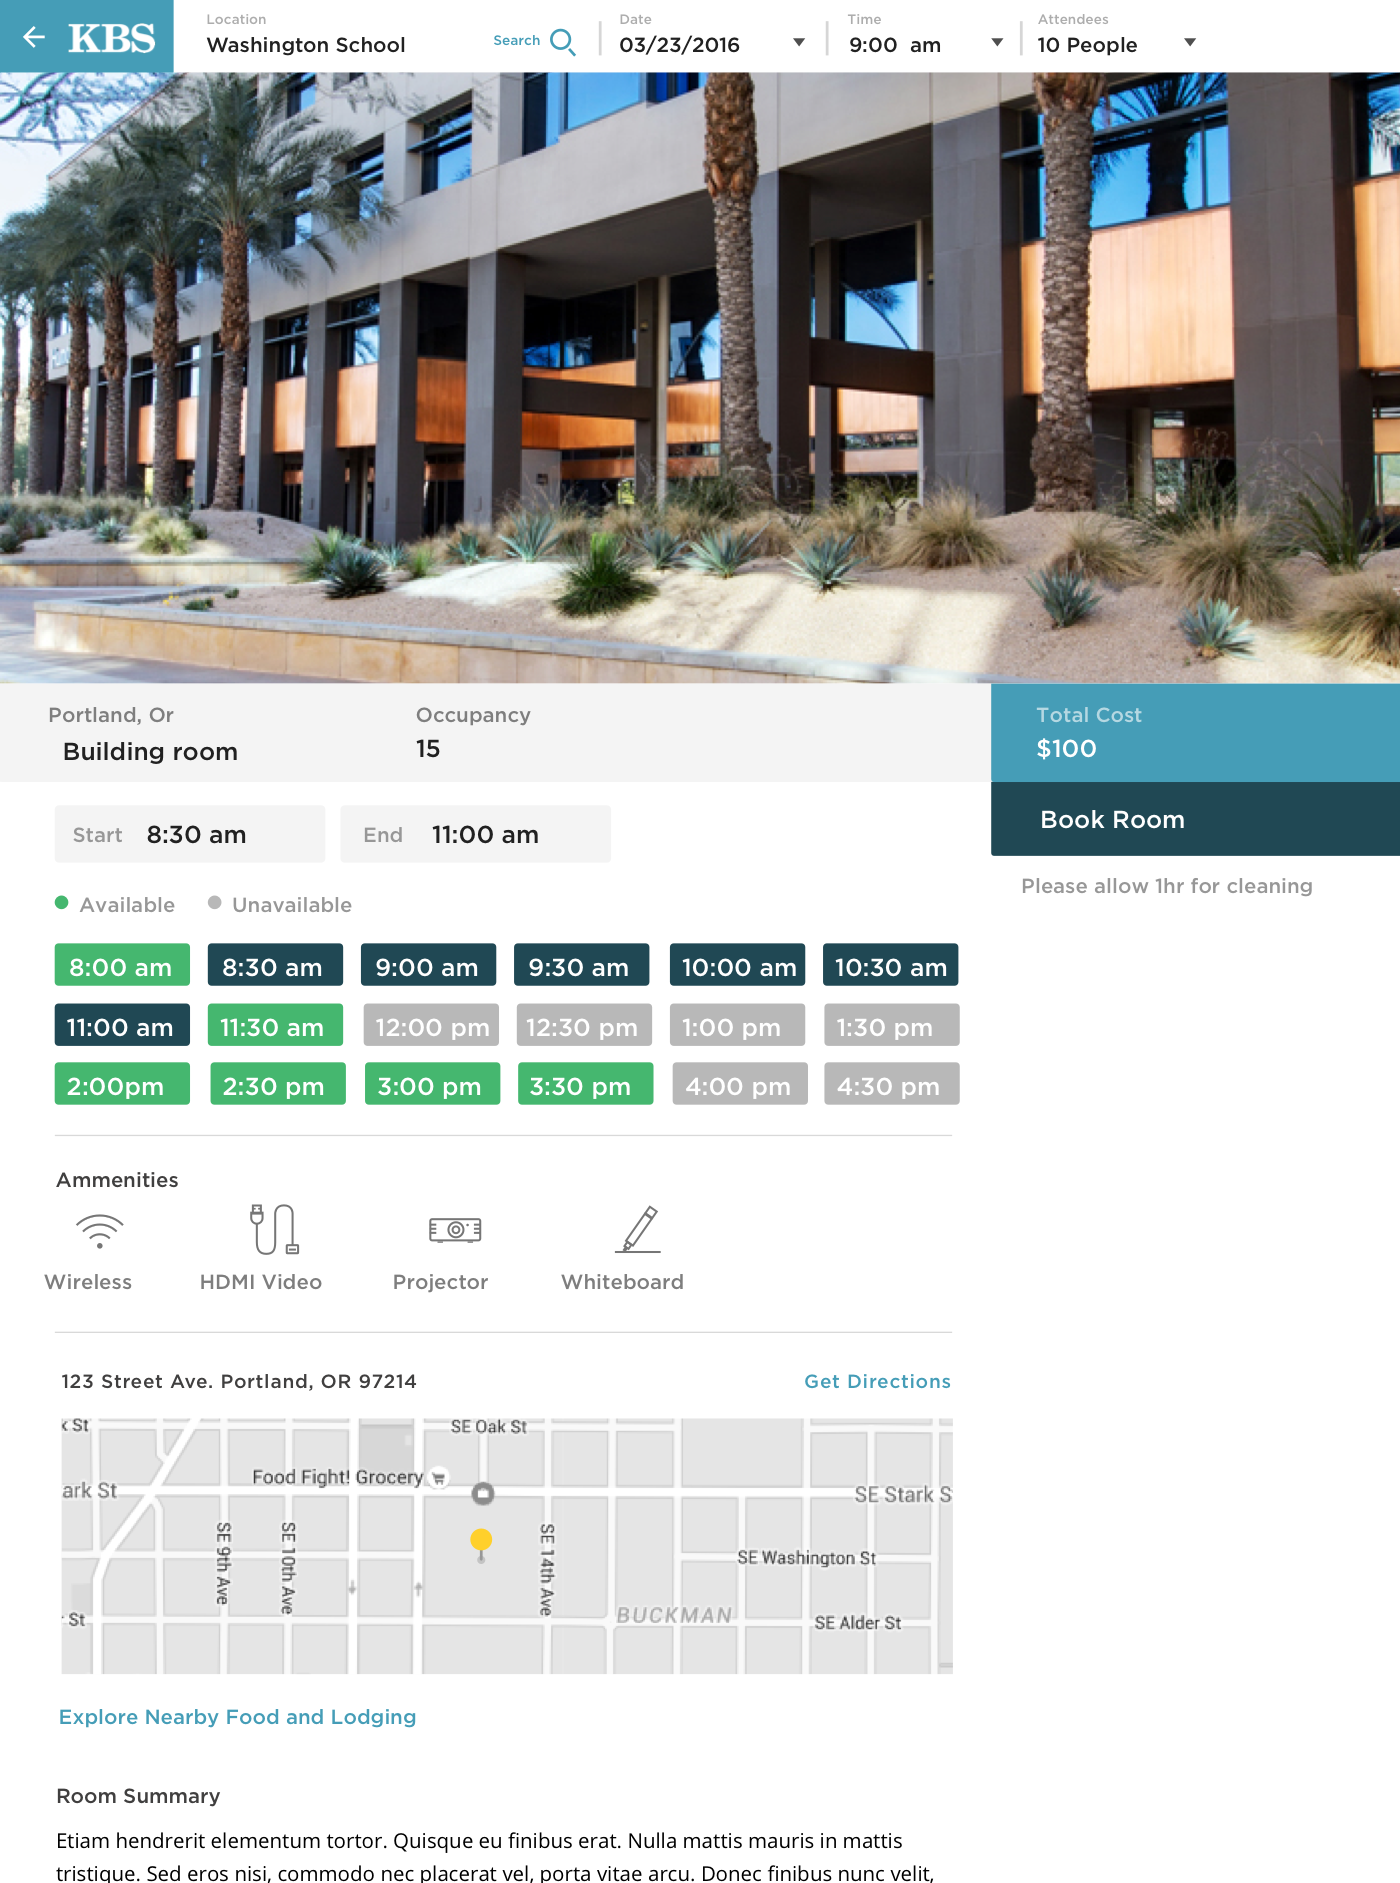 KBS
Location
Washington School
Search
Date
03/23/2016
Time
9:00 am
Attendees
10 People
Portland, Or
Building room
Occupancy
15
Total Cost
$100
Book Room
Please allow 1hr for cleaning
Start 8:30 am
End 11:00 am
Available
Unavailable
8:00 am 8:30 am 9:00 am 9:30 am 10:00 am 10:30 am
11:00 am 11:30 am 12:00 pm 12:30 pm 1:00 pm 1:30 pm
2:00pm 2:30 pm 3:00 pm 3:30 pm 4:00 pm 4:30 pm
Ammenities
Wireless HDMI Video Projector Whiteboard
123 Street Ave. Portland, OR 97214
Get Directions
k St
SE Oak St
Food Fight! Grocery
ark St
SE Stark S
SE 9th Ave
SE 10th Ave
SE 14th Ave
SE Washington St
St
BUCKMAN
SE Alder St
Explore Nearby Food and Lodging
Room Summary
Etiam hendrerit elementum tortor. Quisque eu finibus erat. Nulla mattis mauris in mattis
tristique. Sed eros nisi, commodo nec placerat vel, porta vitae arcu. Donec finibus nunc velit,